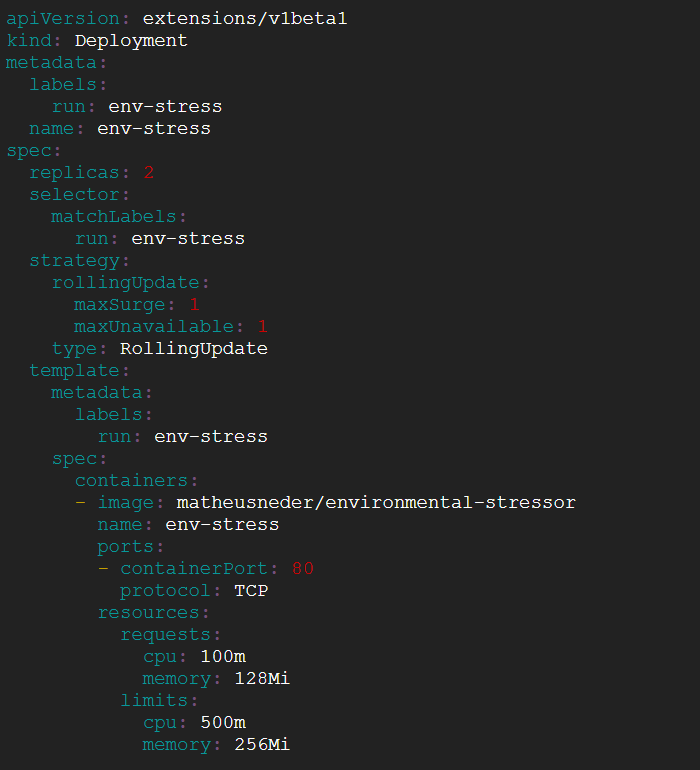 apiVersion: extensions/v1beta1
kind: Deployment
metadata:
  labels:
    run: env-stress
  name: env-stress
spec:
  replicas: 2
  selector:
    matchLabels:
      run: env-stress
  strategy:
    rollingUpdate:
      maxSurge: 1
      maxUnavailable: 1
    type: RollingUpdate
  template:
    metadata:
      labels:
        run: env-stress
    spec:
      containers:
      - image: matheusneder/environmental-stressor
        name: env-stress
        ports:
        - containerPort: 80
          protocol: TCP
        resources:
          requests:
            cpu: 100m
            memory: 128Mi
          limits:
            cpu: 500m
            memory: 256Mi